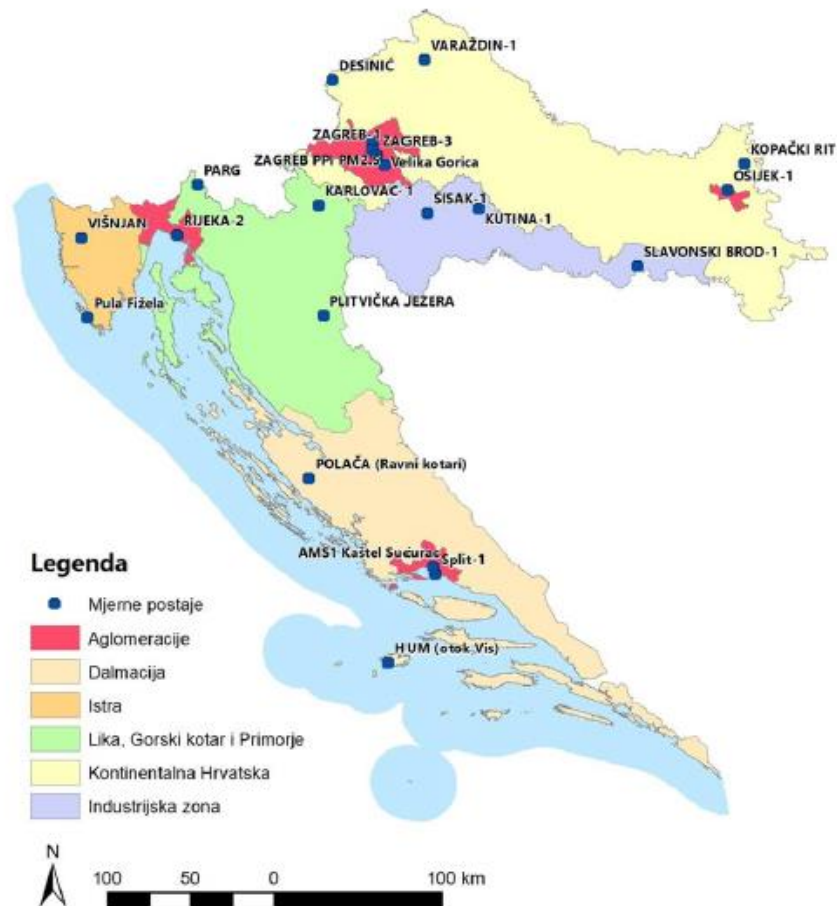 VARAŽDIN-1
DESINIĆ
ZAGREB-1
ZAGREB-3
ZAGREB PPI PM2.5
Velika Gorica
KOPAČKI RIT
OSIJEK-1
PARG
KARLOVAC-1
SISAK-1
KUTINA-1
VIŠNJAN
RIJEKA-2
SLAVONSKI BROD-1
Pula Fižela
PLITVIČKA JEZERA
POLAČA (Ravni kotari)
AMS1 Kaštel Sućurac
Split-1
HUM (otok Vis)
Legenda
Mjerne postaje
Aglomeracije
Dalmacija
Istra
Lika, Gorski kotar i Primorje
Kontinentalna Hrvatska
Industrijska zona
N
100 50 0 100 km